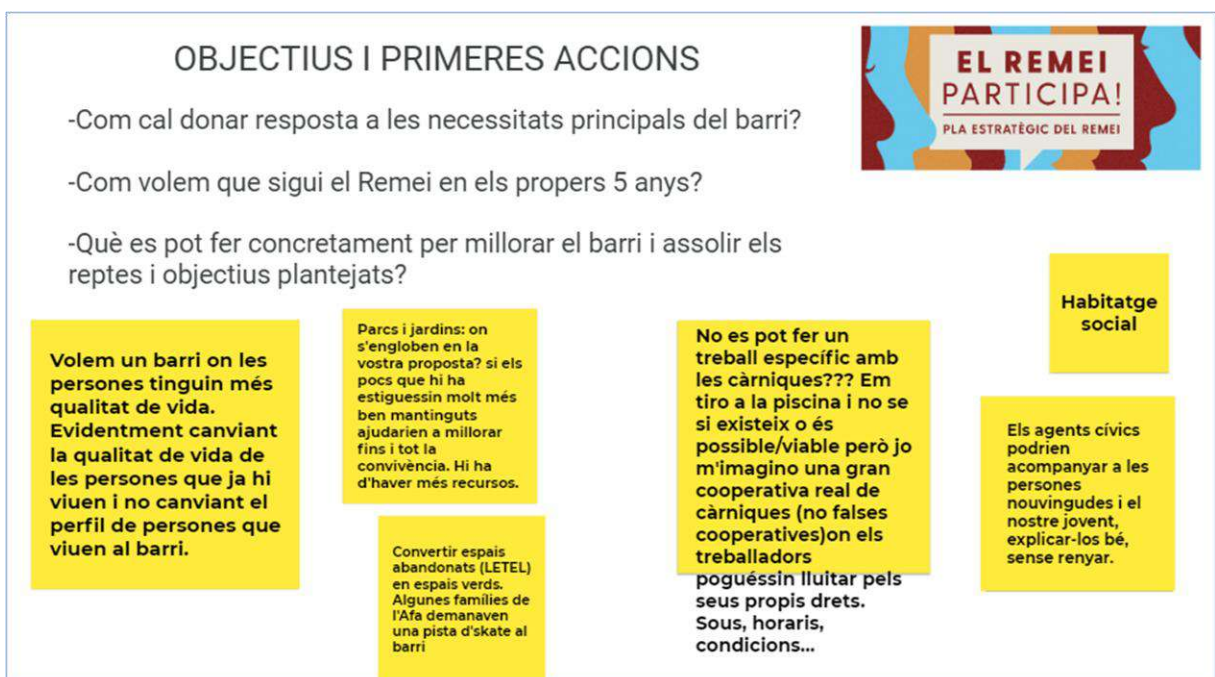 OBJECTIUS I PRIMERES ACCIONS
EL REMEI
PARTICIPA!
PLA ESTRATÈGIC DEL REMEI
-Com cal donar resposta a les necessitats principals del barri?
-Com volem que sigui el Remei en els propers 5 anys?
-Què es pot fer concretament per millorar el barri i assolir els
reptes i objectius plantejats?
Volem un barri on les
persones tinguin més
qualitat de vida.
Evidentment canviant
la qualitat de vida de
les persones que ja hi
viuen i no canviant el
perfil de persones que
viuen al barri.
Parcs i jardins: on
s'engloben en la
vostra proposta? si els
pocs que hi ha
estiguessin molt més
ben mantinguts
ajudarien a millorar
fins i tot la
convivència. Hi ha
d'haver més recursos.
Convertir espais
abandonats (LETEL)
en espais verds.
Algunes famílies de
l'Afa demanaven
una pista d'skate al
barri
No es pot fer un
treball específic amb
les càrniques??? Em
tiro a la piscina i no se
si existeix o és
possible/viable però jo
m'imagino una gran
cooperativa real de
càrniques (no falses
cooperatives)on els
treballadors
poguéssin lluitar pels
seus propis drets.
Sous, horaris,
condicions...
Habitatge
social
Els agents cívics
podrien
acompanyar a les
persones
nouvingudes i el
nostre jovent,
explicar-los bé,
sense renyar.